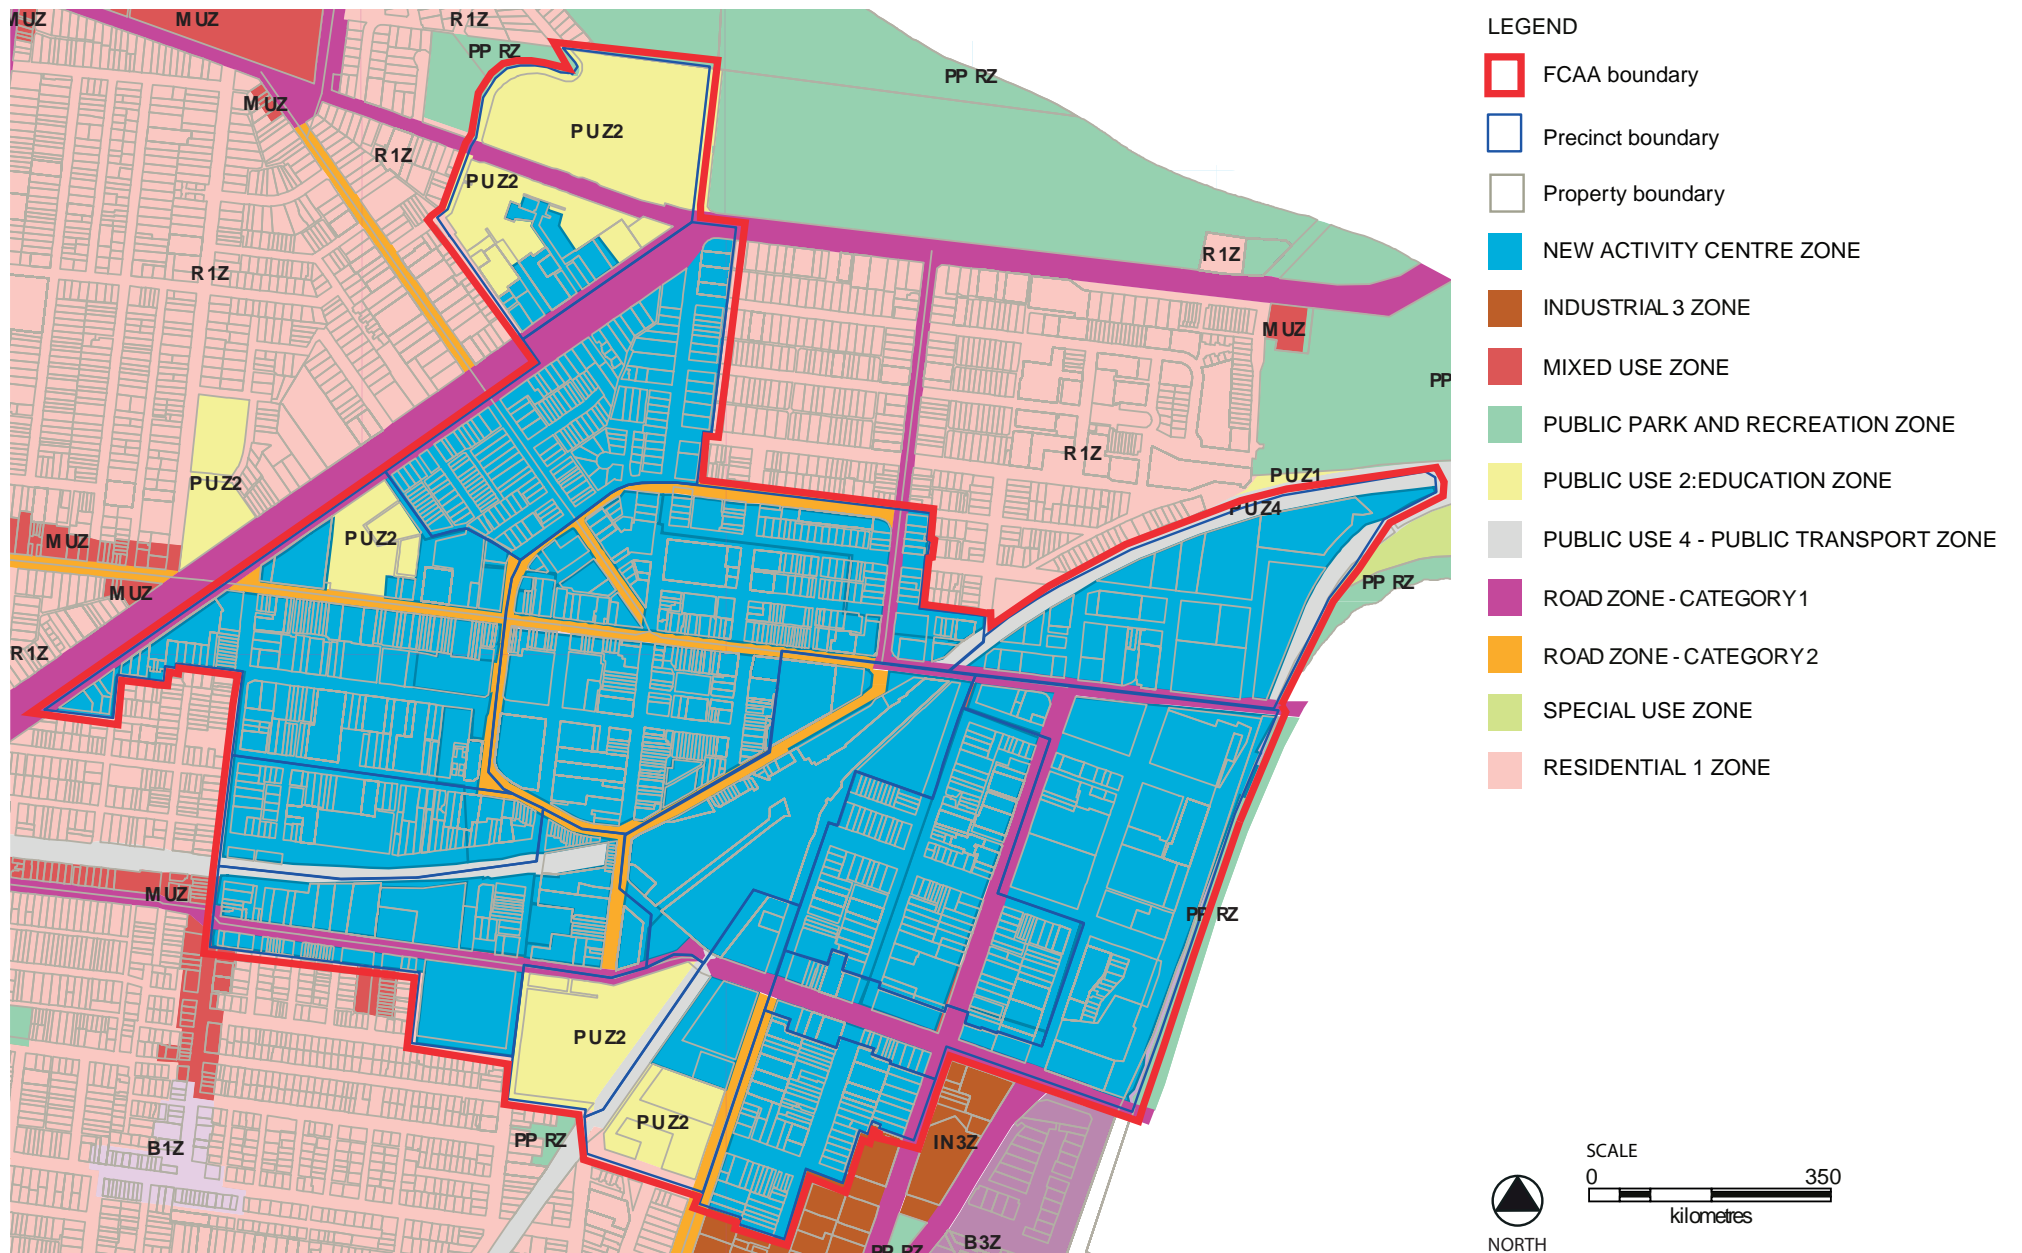 MUZ
MUZ
R1Z
PP RZ
PP RZ
MUZ
PUZ2
R1Z
PUZ2
R1Z
R1Z
MUZ
PP
R1Z
PUZ1
PUZ2
PUZ4
MUZ
PUZ2
PP RZ
MUZ
R1Z
MUZ
PP RZ
PUZ2
PUZ2
PP RZ
IN3Z
B1Z
B3Z
PP RZ
LEGEND
FCAA boundary
Precinct boundary
Property boundary
NEW ACTIVITY CENTRE ZONE
INDUSTRIAL 3 ZONE
MIXED USE ZONE
PUBLIC PARK AND RECREATION ZONE
PUBLIC USE 2:EDUCATION ZONE
PUBLIC USE 4 - PUBLIC TRANSPORT ZONE
ROAD ZONE - CATEGORY 1
ROAD ZONE - CATEGORY 2
SPECIAL USE ZONE
RESIDENTIAL 1 ZONE
SCALE
0 350
kilometres
NORTH